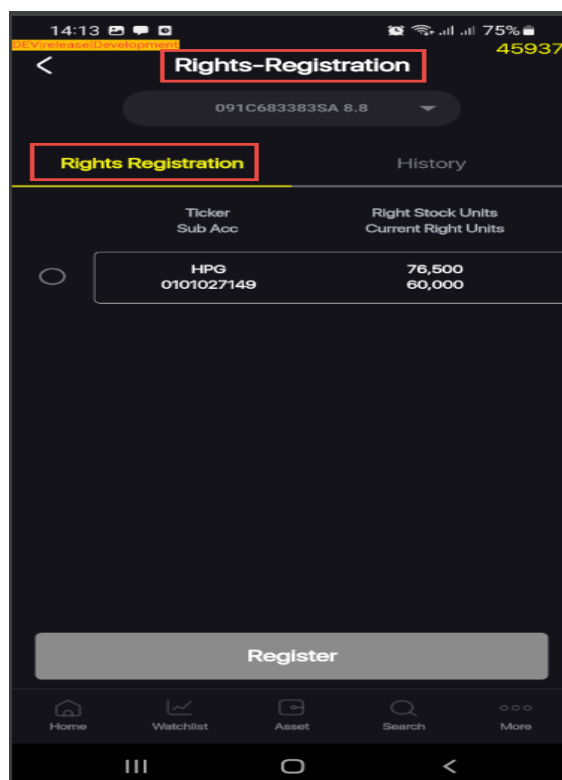 14:13 75%
DEV|release|Development 45937
Rights-Registration
091C683383SA 8.8
Rights Registration History
Ticker Right Stock Units
Sub Acc Current Right Units
HPG 76,500
0101027149 60,000
Register
Home Watchlist Asset Search More